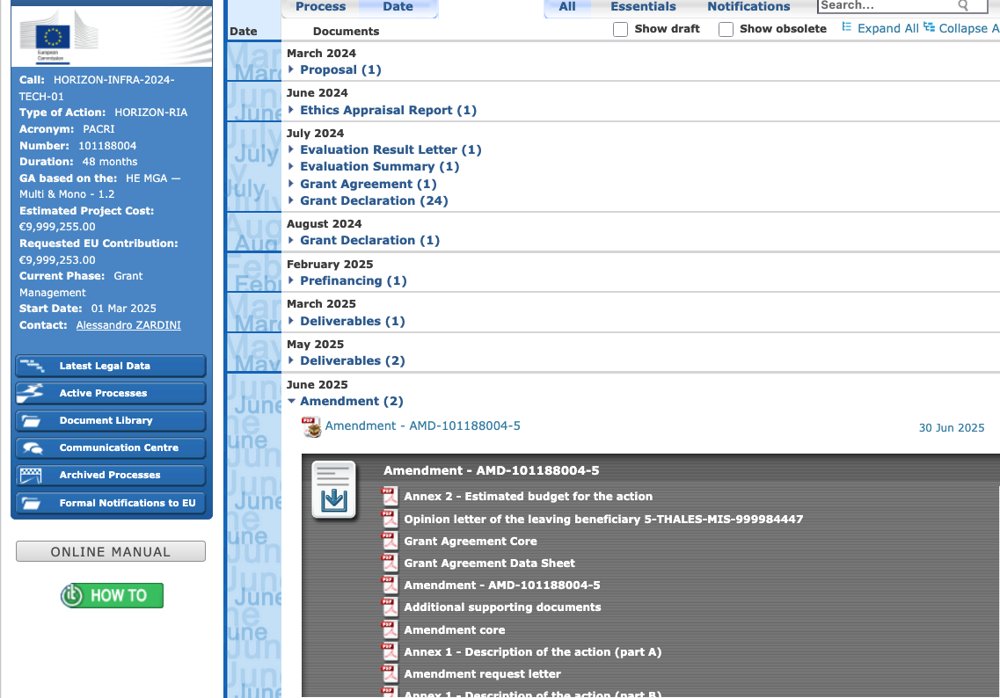 European
Commission
Call: HORIZON-INFRA-2024-
TECH-01
Type of Action: HORIZON-RIA
Acronym: PACRI
Number: 101188004
Duration: 48 months
GA based on the: HE MGA —
Multi & Mono - 1.2
Estimated Project Cost:
€9,999,255.00
Requested EU Contribution:
€9,999,253.00
Current Phase: Grant
Management
Start Date: 01 Mar 2025
Contact: Alessandro ZARDINI
Latest Legal Data
Active Processes
Document Library
Communication Centre
Archived Processes
Formal Notifications to EU
ONLINE MANUAL
it HOW TO
Process Date All Essentials Notifications Search...
Date Documents Show draft Show obsolete Expand All Collapse A
March 2024
Proposal (1)
June 2024
Ethics Appraisal Report (1)
July 2024
Evaluation Result Letter (1)
Evaluation Summary (1)
Grant Agreement (1)
Grant Declaration (24)
August 2024
Grant Declaration (1)
February 2025
Prefinancing (1)
March 2025
Deliverables (1)
May 2025
Deliverables (2)
June 2025
Amendment (2)
Amendment - AMD-101188004-5 30 Jun 2025
Amendment - AMD-101188004-5
Annex 2 - Estimated budget for the action
Opinion letter of the leaving beneficiary 5-THALES-MIS-999984447
Grant Agreement Core
Grant Agreement Data Sheet
Amendment - AMD-101188004-5
Additional supporting documents
Amendment core
Annex 1 - Description of the action (part A)
Amendment request letter
Annex 1 - Description of the action (part B)